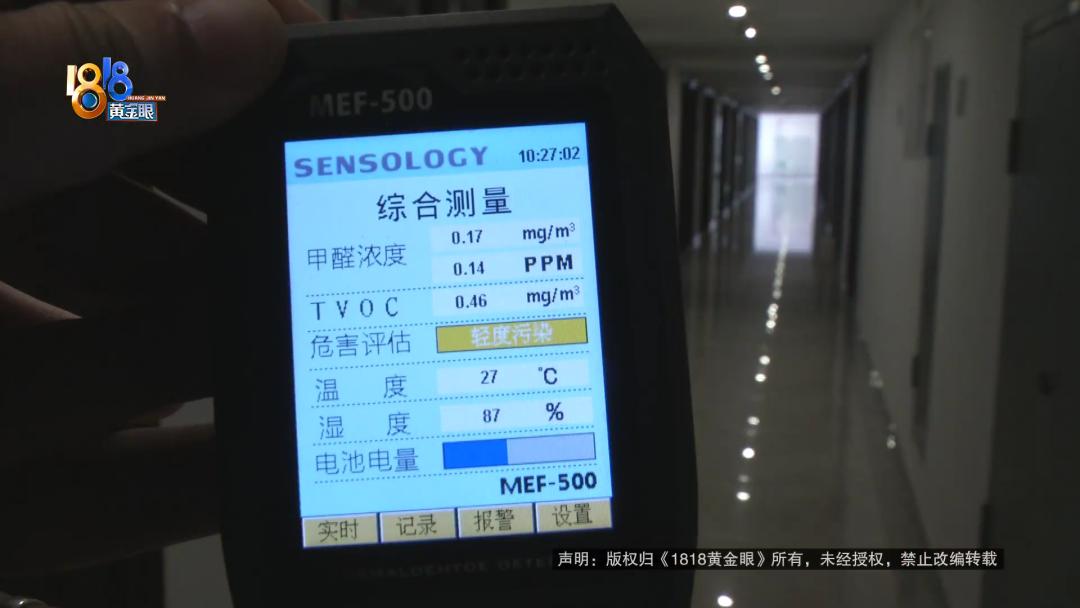 1818
HUANG JIN YAN
黄金眼
MEF-500
SENSOLOGY 10:27:02
综合测量
甲醛浓度 0.17 mg/m³
0.14 PPM
TVOC 0.46 mg/m³
危害评估 轻度污染
温度 27 ℃
湿度 87 %
电池电量
MEF-500
实时 记录 报警 设置
声明：版权归《1818黄金眼》所有，未经授权，禁止改编转载